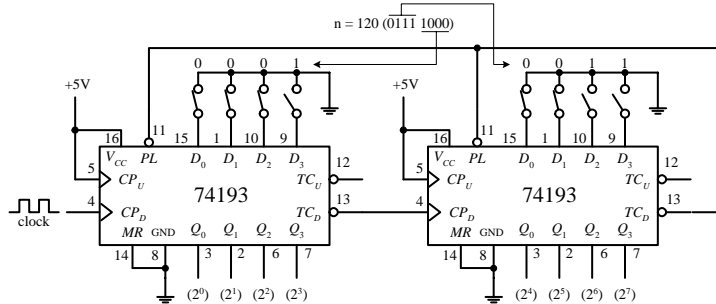 n = 120 (0111 1000)
0 0 0 1 0 1 1 1
+5V +5V
16 11 15 1 10 9 16 11 15 1 10 9
VCC PL D0 D1 D2 D3 12 VCC PL D0 D1 D2 D3 12
5 CPU TCU 5 CPU TCU
74193 13 74193 13
clock 4 CPD TCD 4 CPD TCD
MR GND Q0 Q1 Q2 Q3 MR GND Q0 Q1 Q2 Q3
14 8 3 2 6 7 14 8 3 2 6 7
(2⁰) (2¹) (2²) (2³) (2⁴) (2⁵) (2⁶) (2⁷)